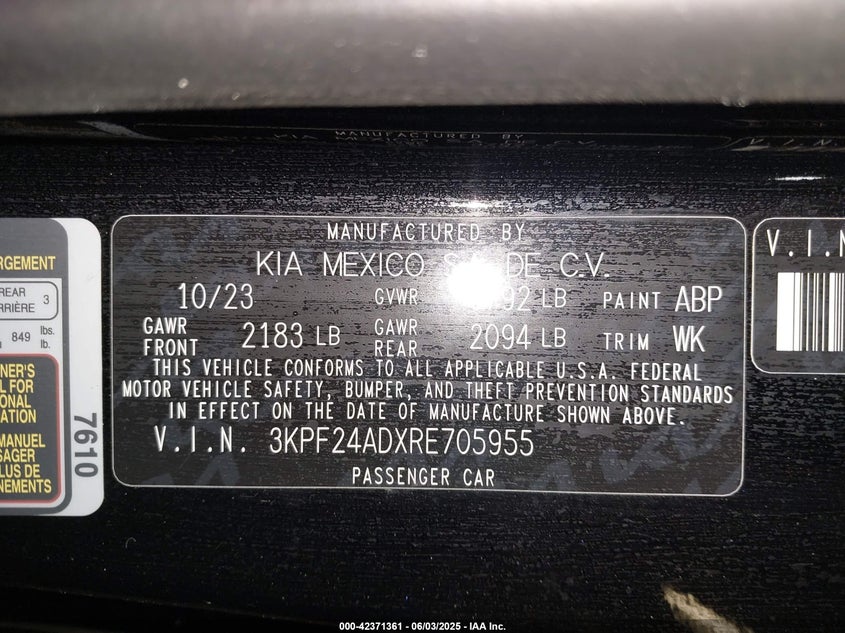 MANUFACTURED BY
V.I.N.
RGEMENT
REAR
3
849 lbs.
lb.
NER'S
FOR
ONAL
ATION
MANUEL
SAGER
PLUS DE
NEMENTS
7610
MANUFACTURED BY
KIA MEXICO DE C.V.
10/23 GVWR LB PAINT ABP
GAWR FRONT 2183 LB GAWR REAR 2094 LB TRIM WK
THIS VEHICLE CONFORMS TO ALL APPLICABLE U.S.A. FEDERAL
MOTOR VEHICLE SAFETY, BUMPER, AND THEFT PREVENTION STANDARDS
IN EFFECT ON THE DATE OF MANUFACTURE SHOWN ABOVE.
V.I.N. 3KPF24ADXRE705955
PASSENGER CAR
V.I.N
000-42371361 - 06/03/2025 - IAA Inc.